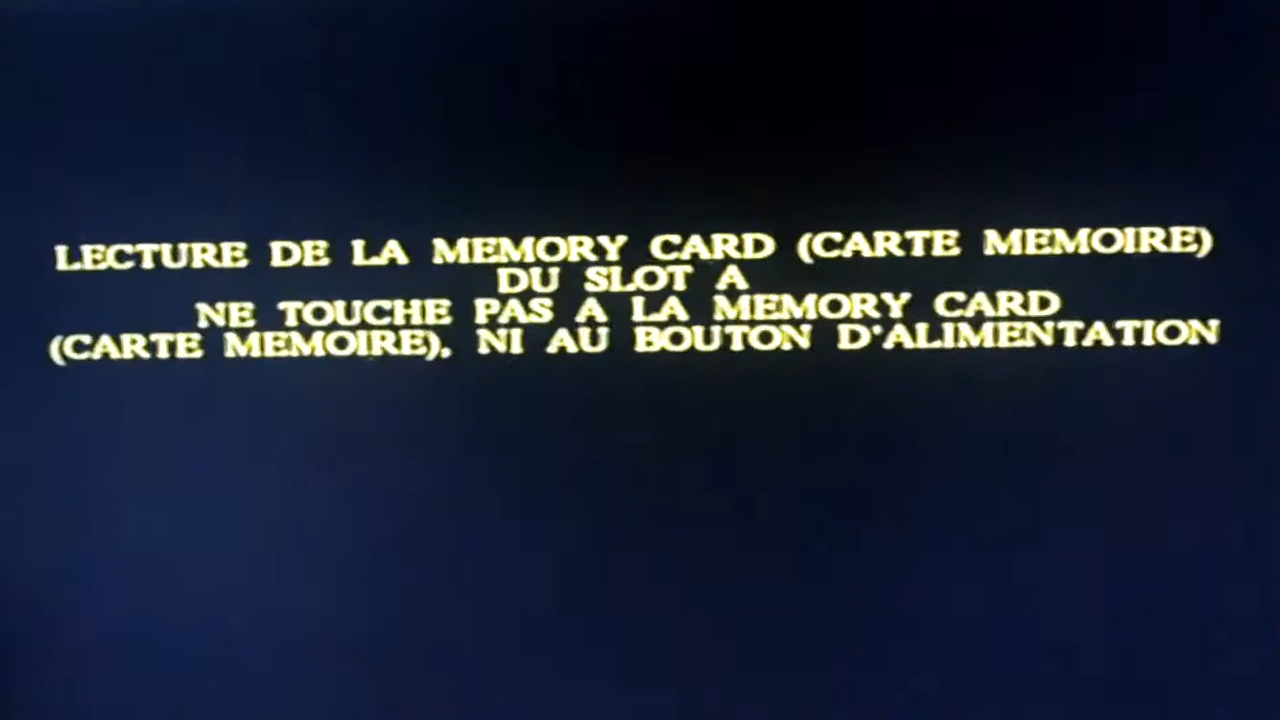 LECTURE DE LA MEMORY CARD (CARTE MEMOIRE)
DU SLOT A
NE TOUCHE PAS A LA MEMORY CARD
(CARTE MEMOIRE), NI AU BOUTON D'ALIMENTATION